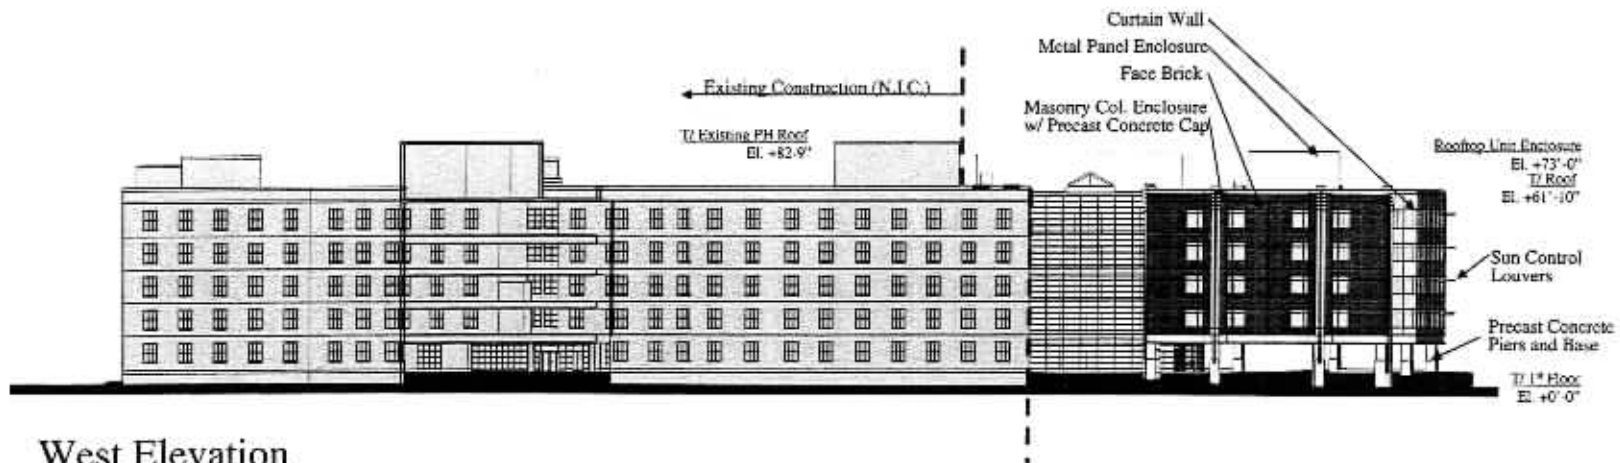 Curtain Wall
Metal Panel Enclosure
Face Brick
Masonry Col. Enclosure
w/ Precast Concrete Cap
Existing Construction (N.I.C.)
T/ Existing PH Roof
El. +82-9"
Rooftop Unit Enclosure
El. +73'-0"
T/ Roof
El. +61'-10"
Sun Control
Louvers
Precast Concrete
Piers and Base
T/ 1st Floor
El. +0'-0"
West Elevation